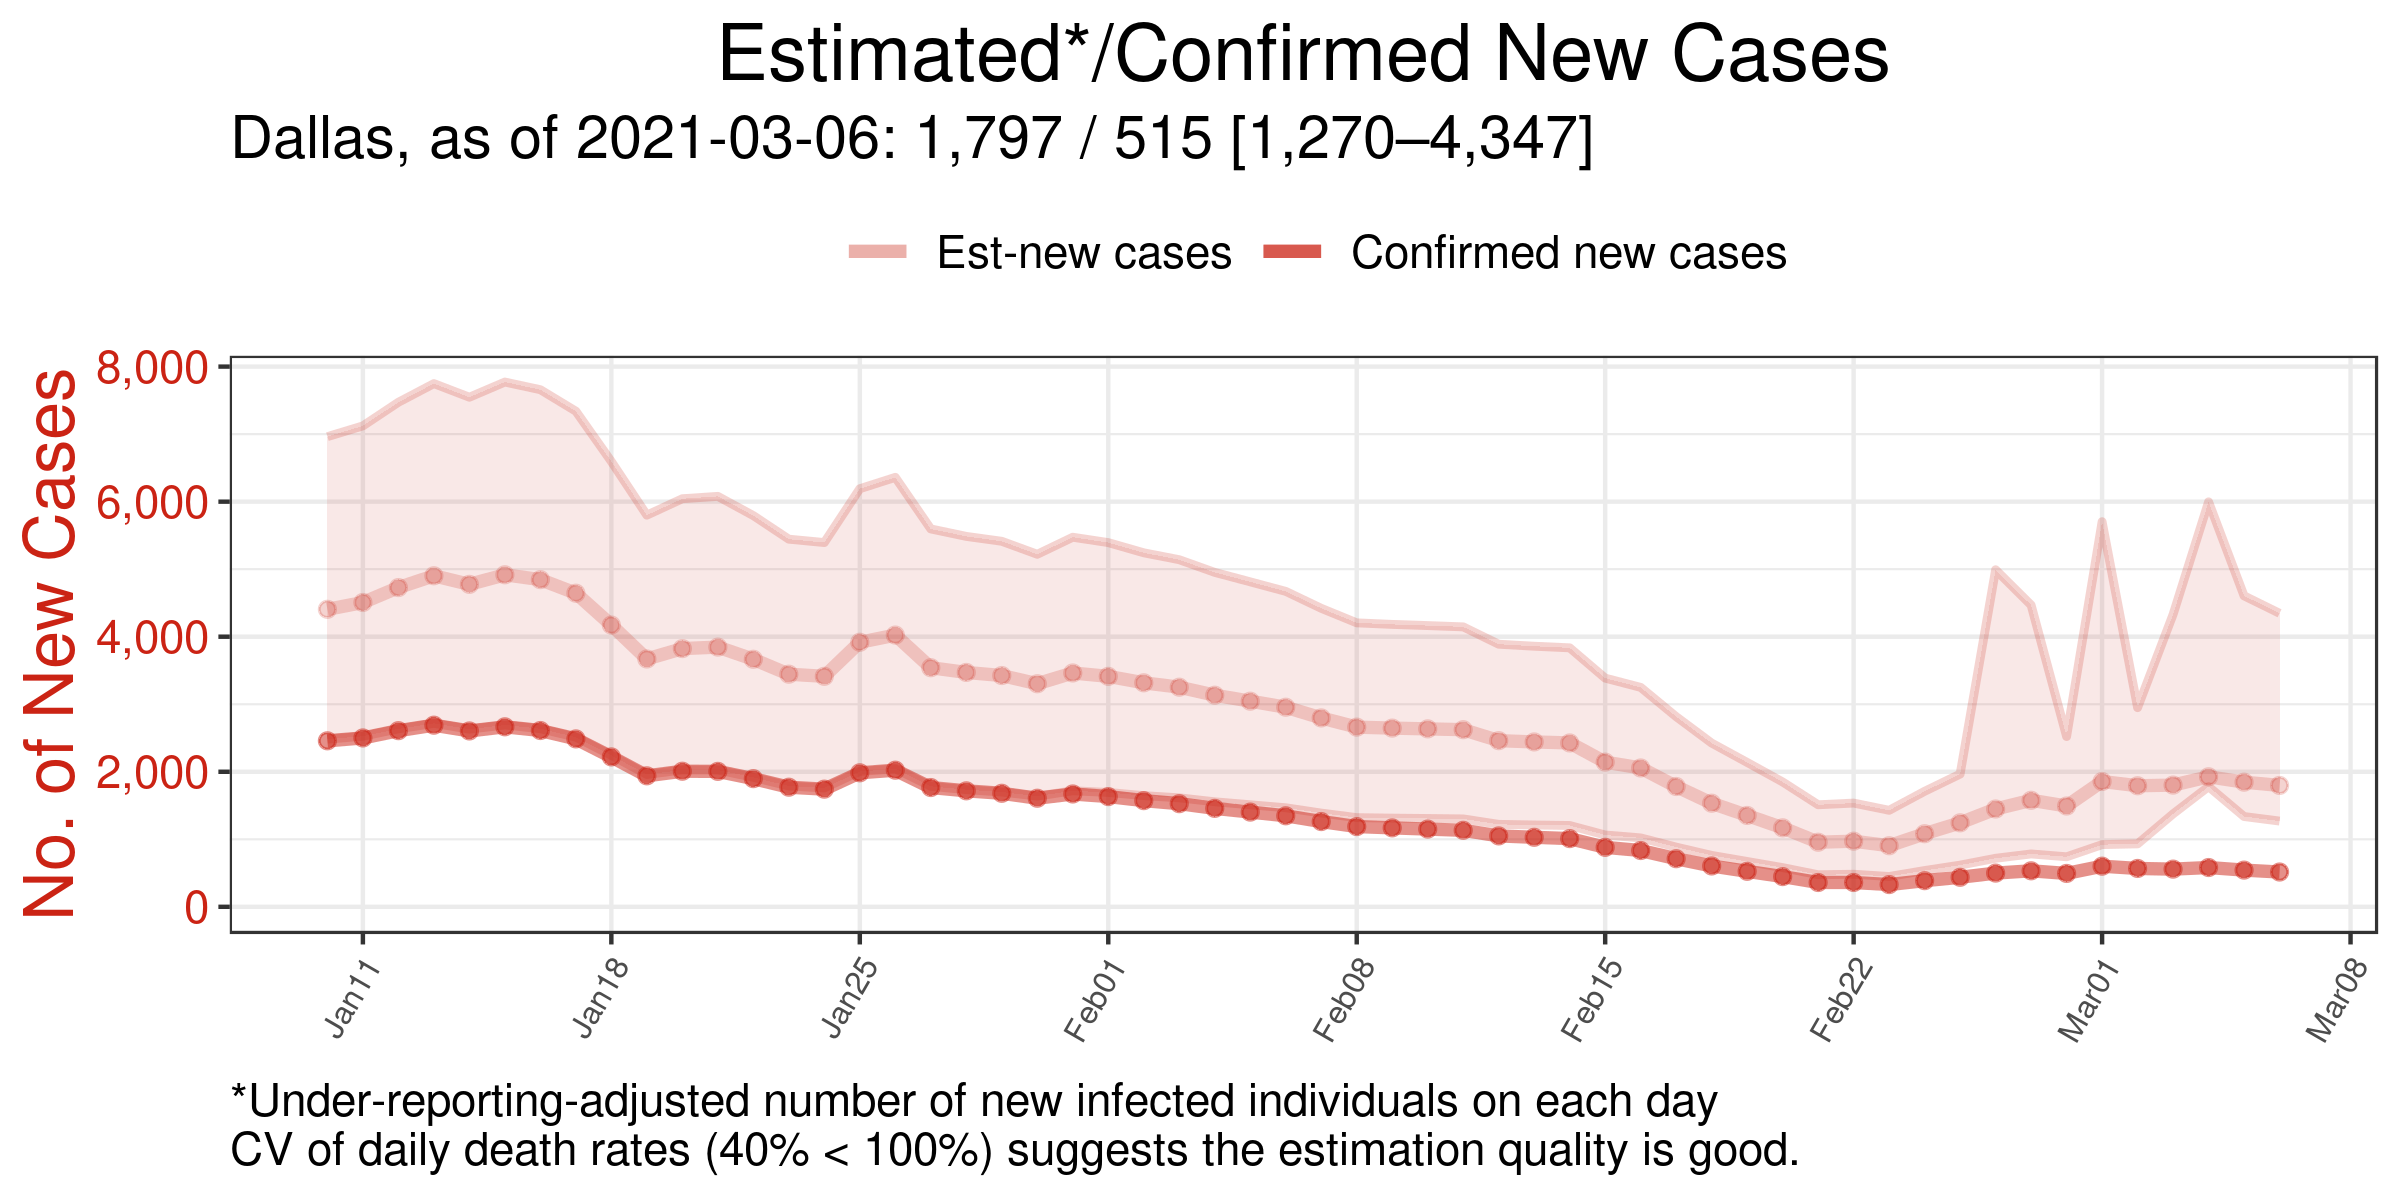 Estimated*/Confirmed New Cases
Dallas, as of 2021-03-06: 1,797 / 515 [1,270–4,347]
Est-new cases
Confirmed new cases
No. of New Cases
8,000
6,000
4,000
2,000
0
Jan11
Jan18
Jan25
Feb01
Feb08
Feb15
Feb22
Mar01
Mar08
*Under-reporting-adjusted number of new infected individuals on each day
CV of daily death rates (40% < 100%) suggests the estimation quality is good.